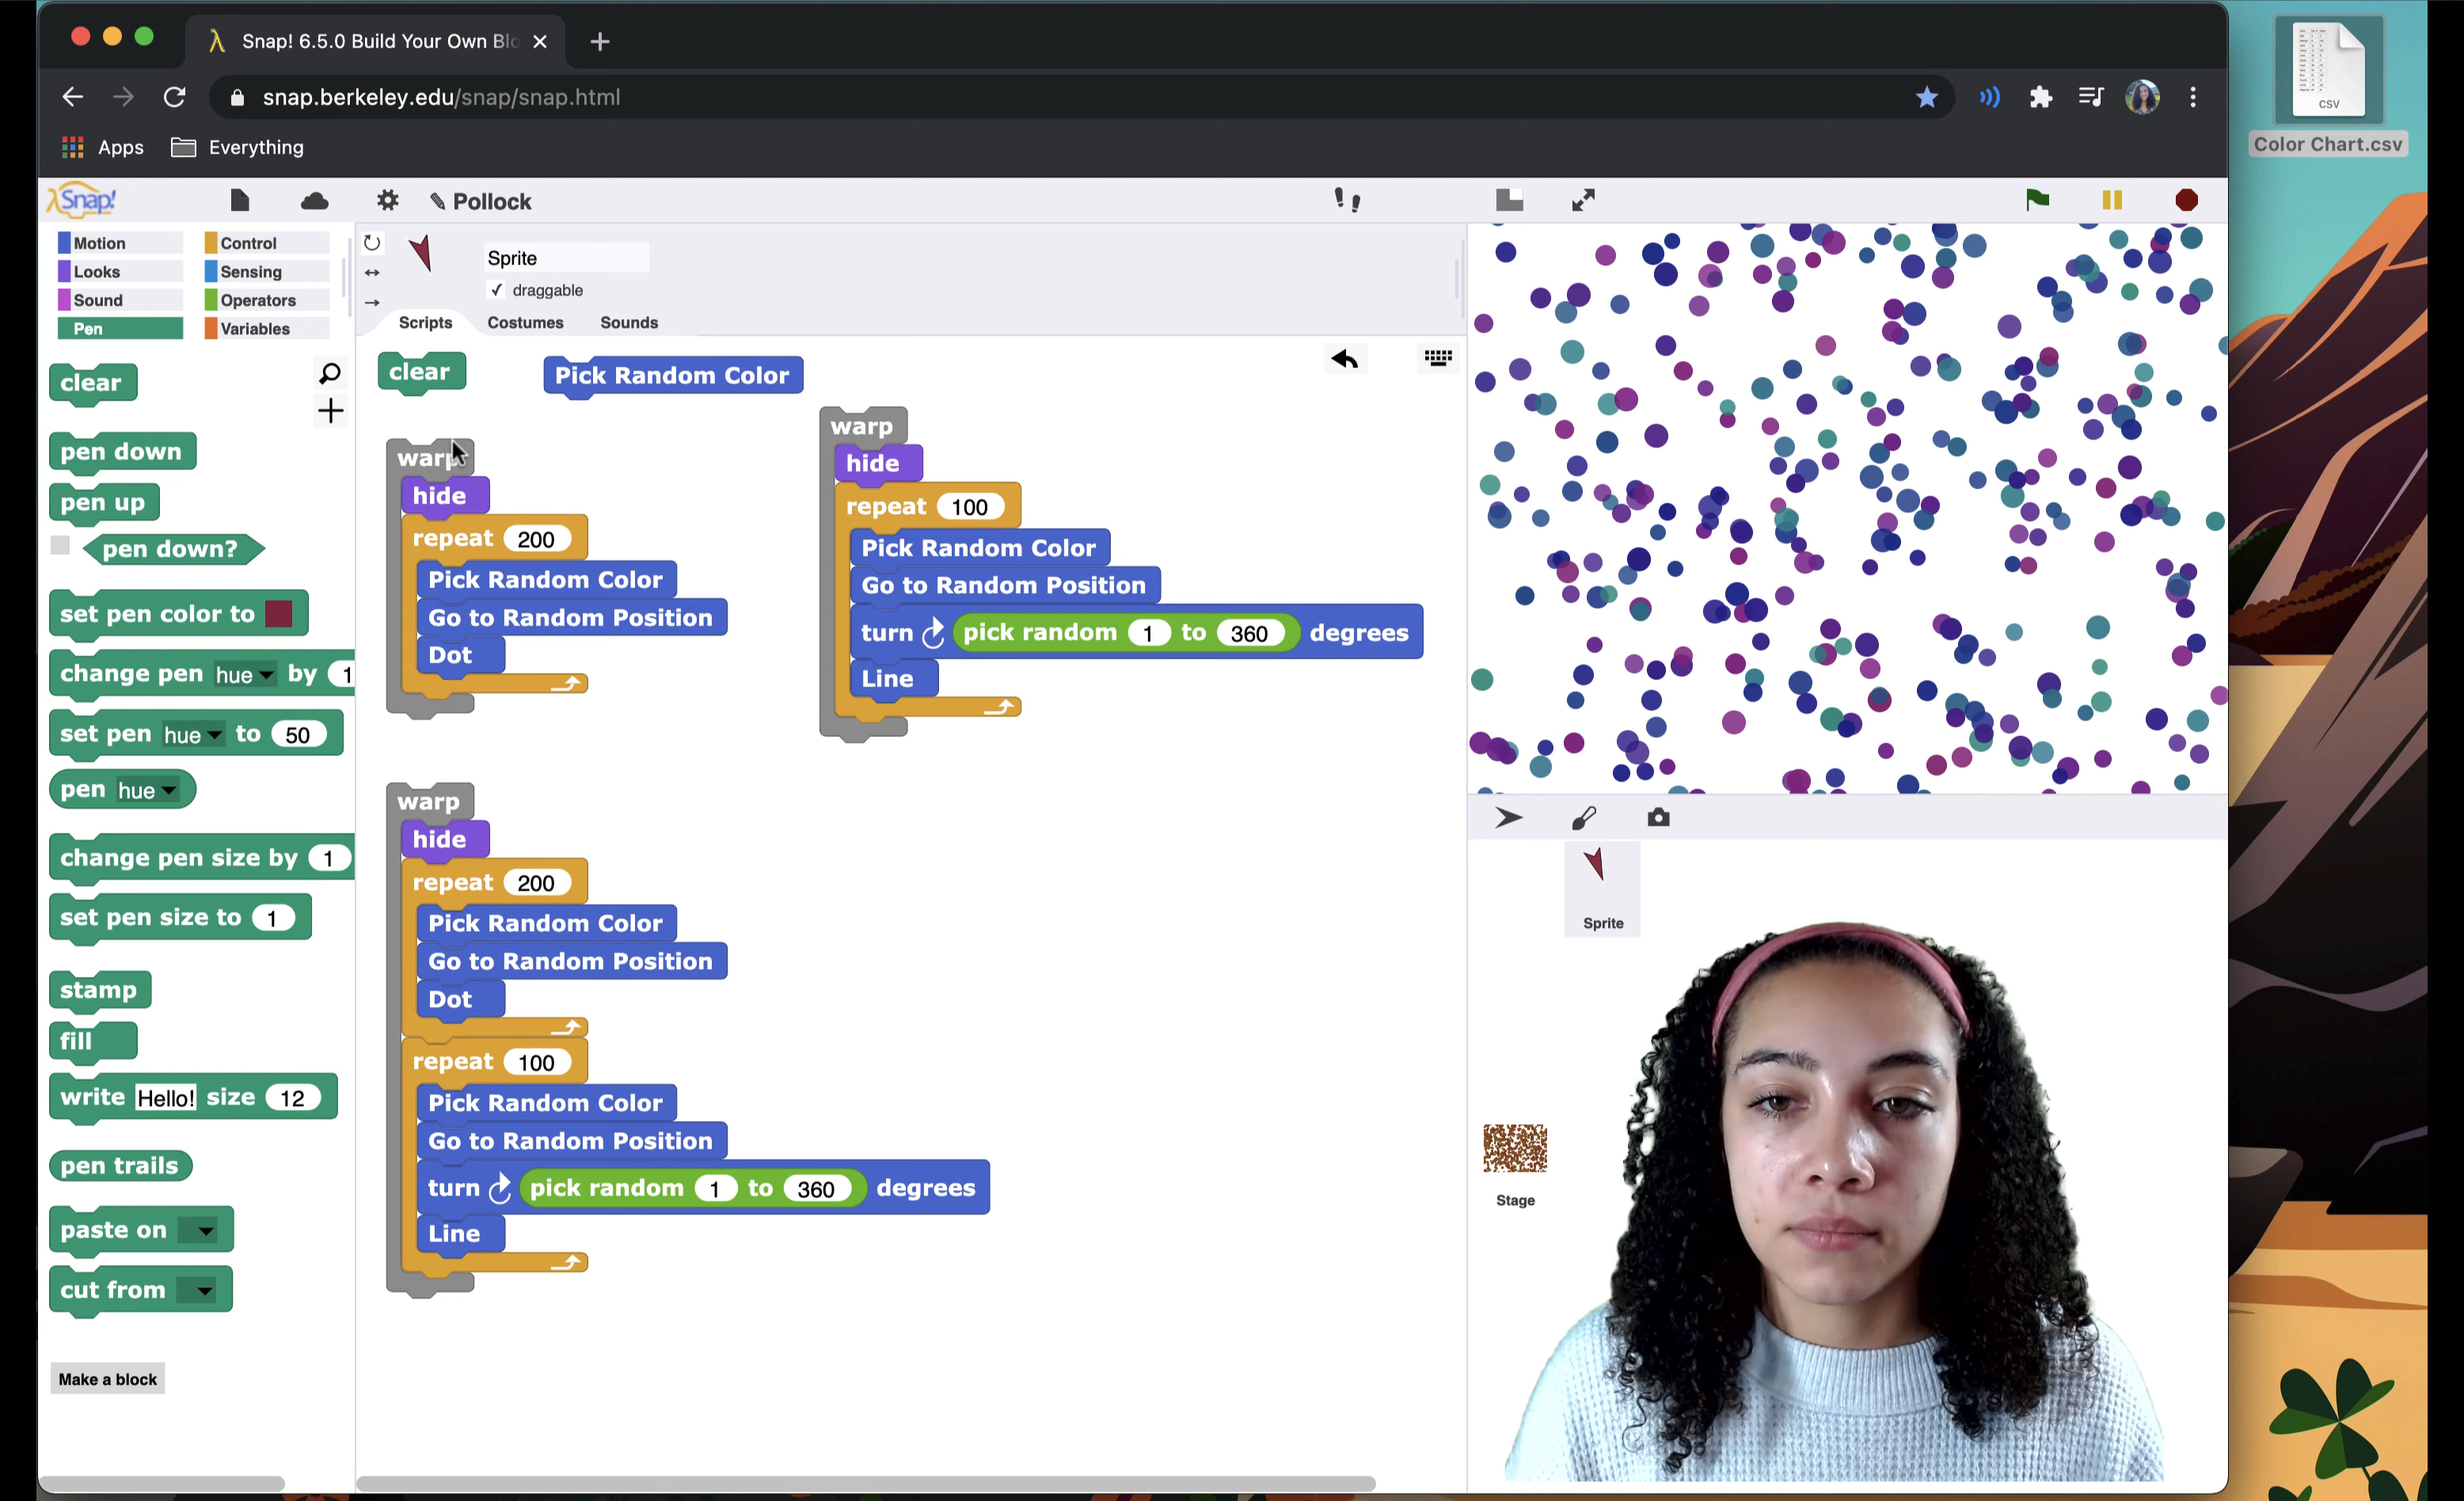 Snap! 6.5.0 Build Your Own Blo
snap.berkeley.edu/snap/snap.html
Apps
Everything
CSV
Color Chart.csv
Snap!
Pollock
Motion
Control
Looks
Sensing
Sound
Operators
Pen
Variables
Sprite
draggable
Scripts
Costumes
Sounds
clear
pen down
pen up
pen down?
set pen color to
change pen hue by 1
set pen hue to 50
pen hue
change pen size by 1
set pen size to 1
stamp
fill
write Hello! size 12
pen trails
paste on
cut from
Make a block
clear
Pick Random Color
warp
hide
repeat 200
Pick Random Color
Go to Random Position
Dot
warp
hide
repeat 100
Pick Random Color
Go to Random Position
turn pick random 1 to 360 degrees
Line
warp
hide
repeat 200
Pick Random Color
Go to Random Position
Dot
repeat 100
Pick Random Color
Go to Random Position
turn pick random 1 to 360 degrees
Line
Sprite
Stage